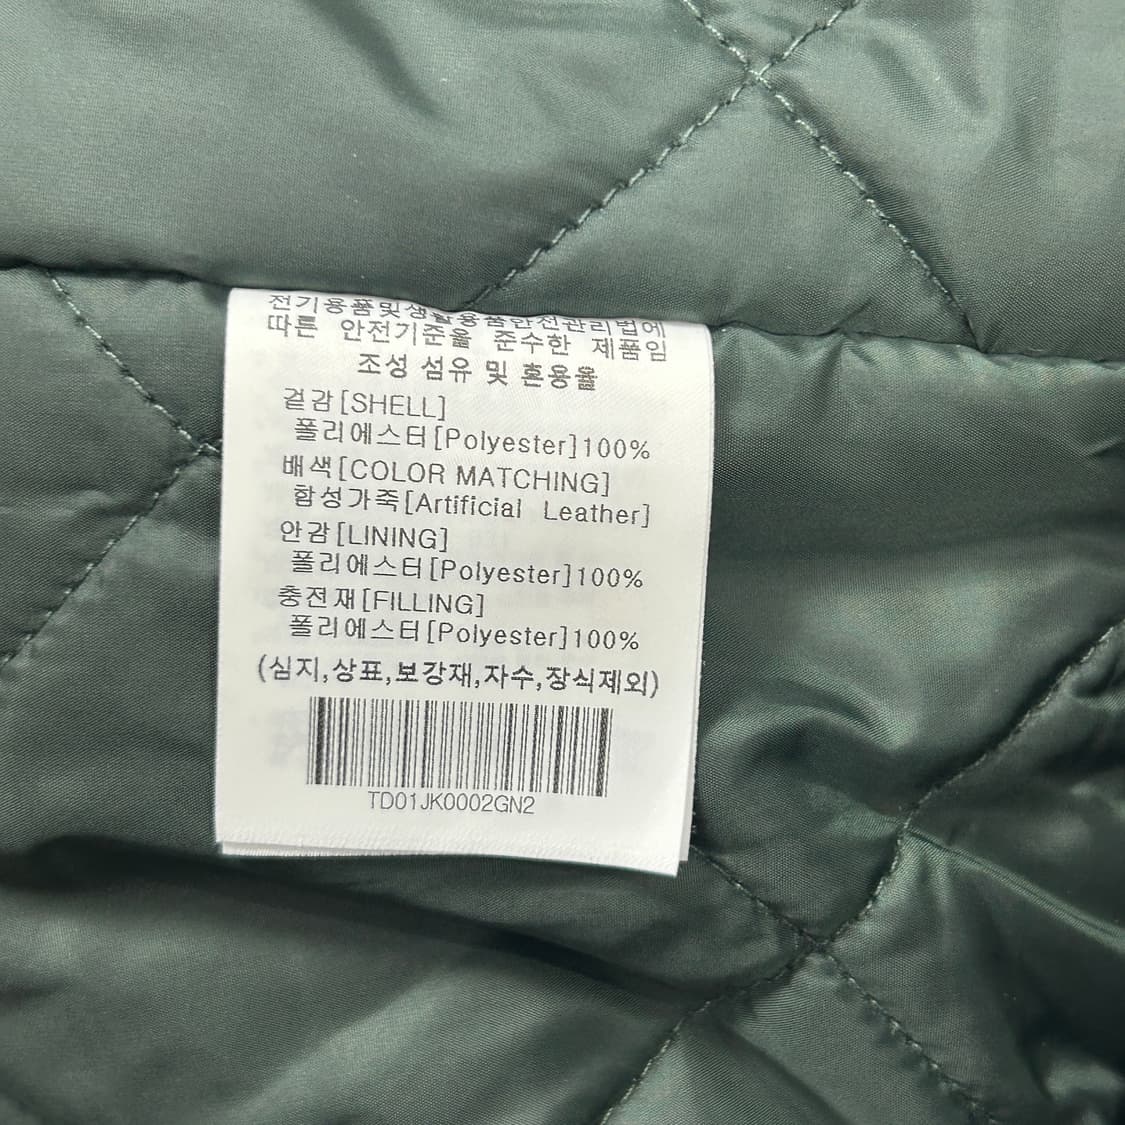 전기용품및생활용품안전관리법에
따른 안전기준을 준수한 제품임
조성 섬유 및 혼용율
겉감[SHELL]
폴리에스터[Polyester]100%
배색[COLOR MATCHING]
합성가죽[Artificial Leather]
안감[LINING]
폴리에스터[Polyester]100%
충전재[FILLING]
폴리에스터[Polyester]100%
(심지,상표,보강재,자수,장식제외)
TD01JK0002GN2